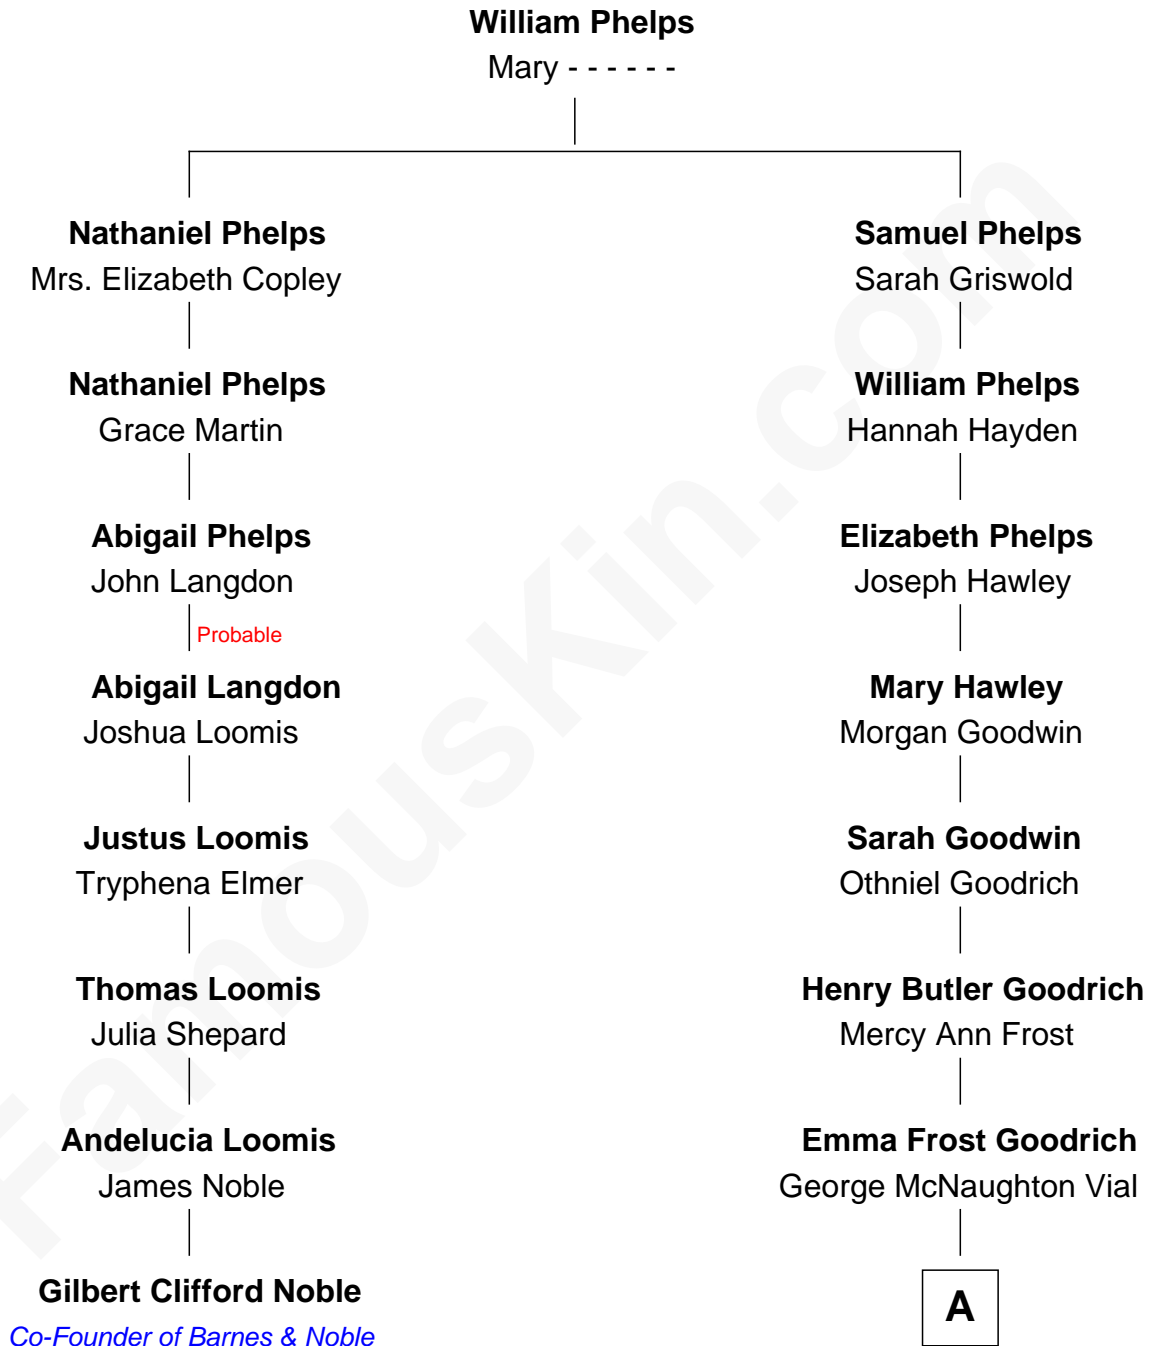 William Phelps
Mary - - - - - -
Nathaniel Phelps
Mrs. Elizabeth Copley
Samuel Phelps
Sarah Griswold
Nathaniel Phelps
Grace Martin
William Phelps
Hannah Hayden
Abigail Phelps
John Langdon
Elizabeth Phelps
Joseph Hawley
Probable
Abigail Langdon
Joshua Loomis
Mary Hawley
Morgan Goodwin
Justus Loomis
Tryphena Elmer
Sarah Goodwin
Othniel Goodrich
Thomas Loomis
Julia Shepard
Henry Butler Goodrich
Mercy Ann Frost
Andelucia Loomis
James Noble
Emma Frost Goodrich
George McNaughton Vial
Gilbert Clifford Noble
Co-Founder of Barnes & Noble
A
FamousKin.com